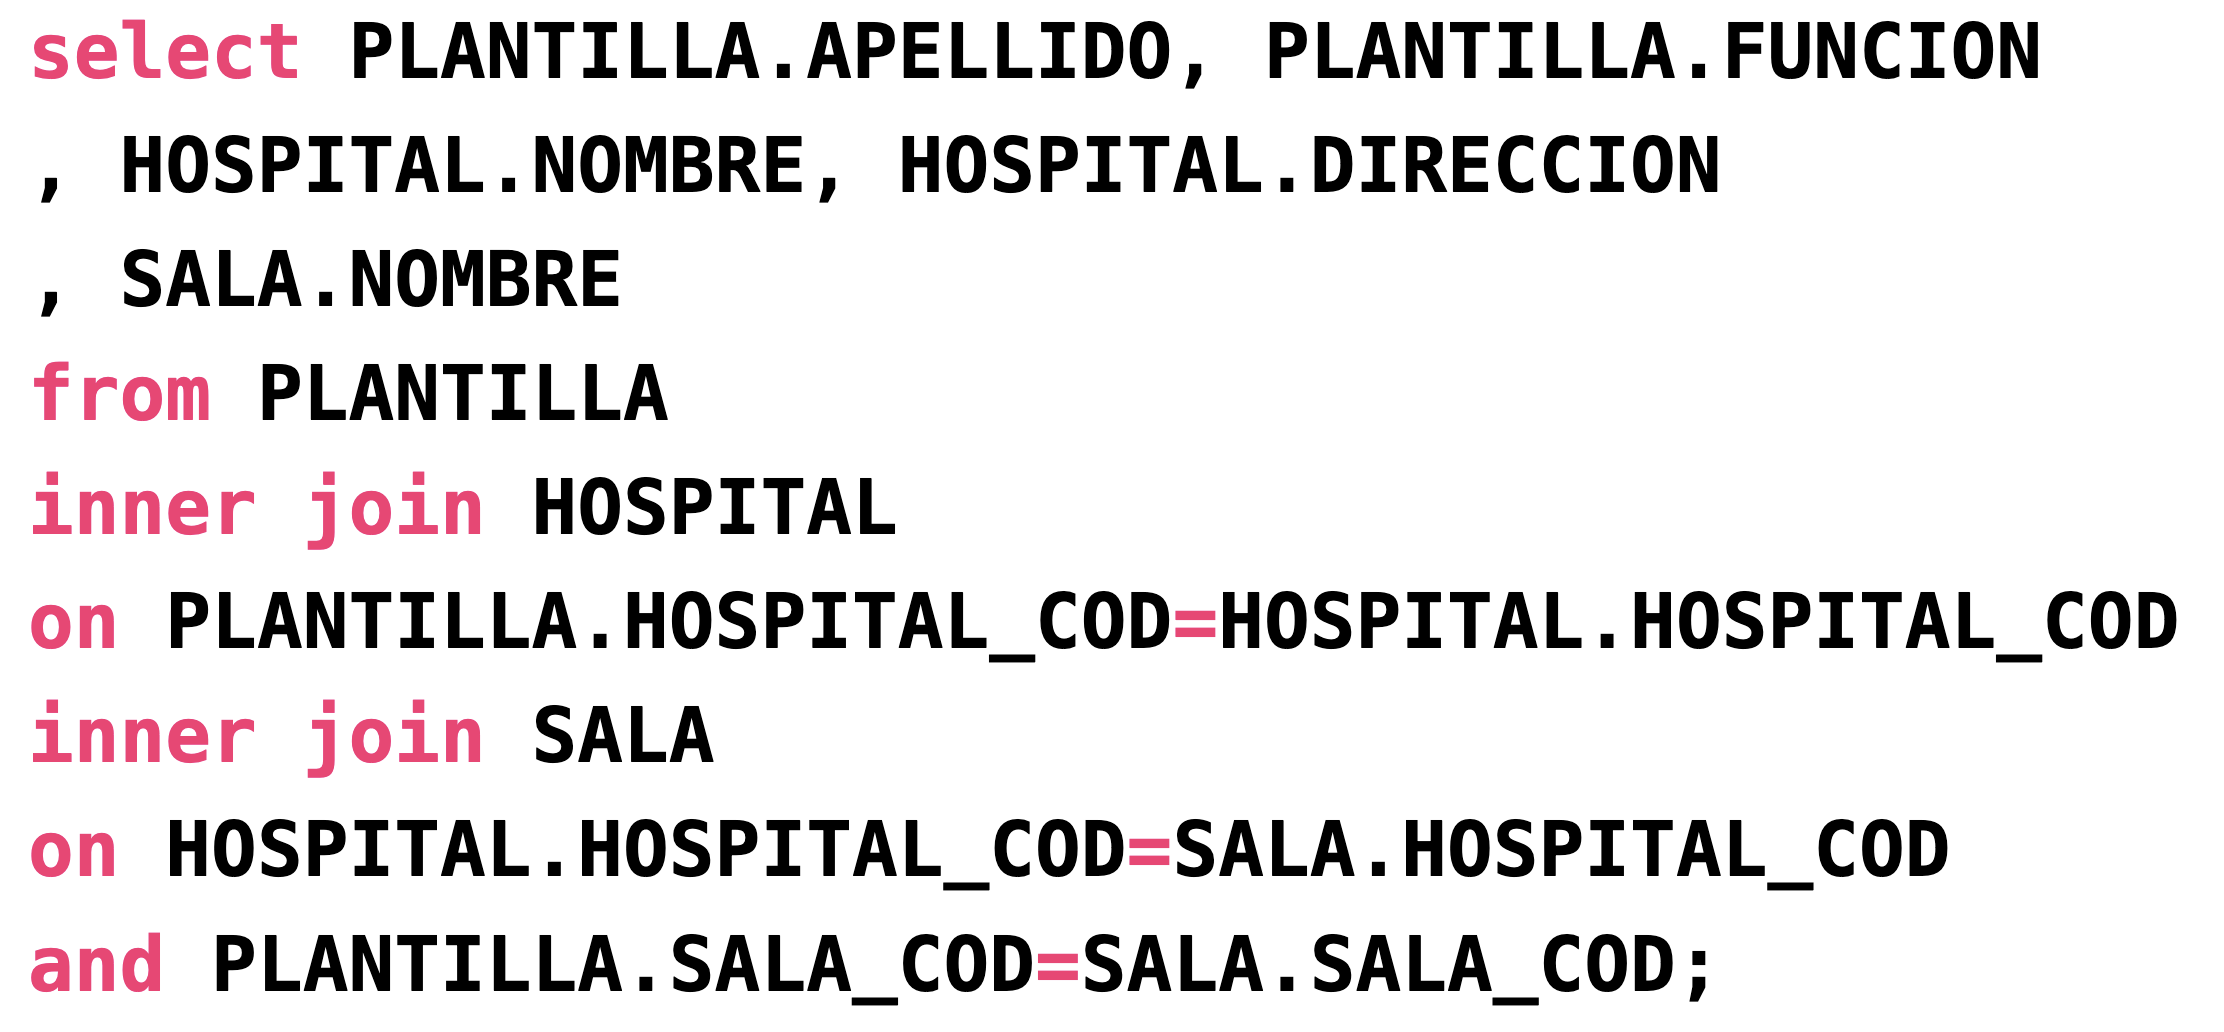 select PLANTILLA.APELLIDO, PLANTILLA.FUNCION
, HOSPITAL.NOMBRE, HOSPITAL.DIRECCION
, SALA.NOMBRE
from PLANTILLA
inner join HOSPITAL
on PLANTILLA.HOSPITAL_COD=HOSPITAL.HOSPITAL_COD
inner join SALA
on HOSPITAL.HOSPITAL_COD=SALA.HOSPITAL_COD
and PLANTILLA.SALA_COD=SALA.SALA_COD;